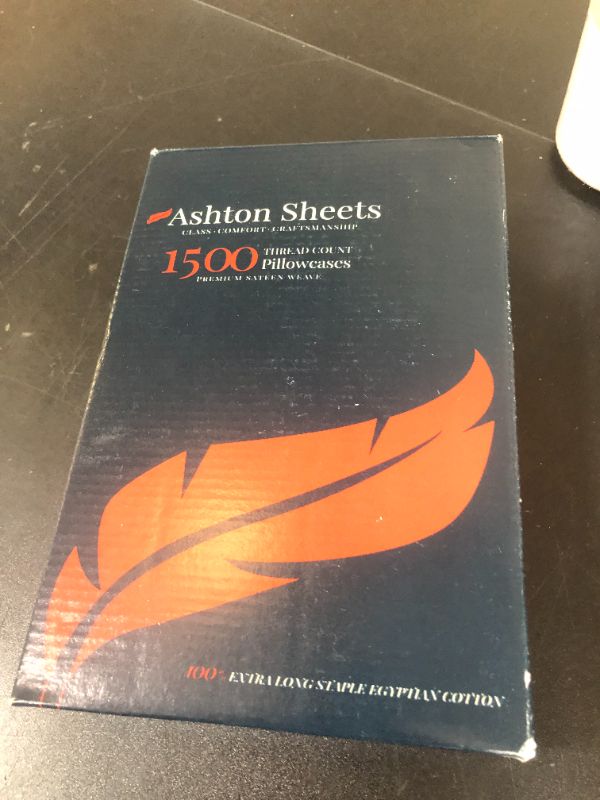 Ashton Sheets
CLASS · COMFORT · CRAFTSMANSHIP
1500 THREAD COUNT
Pillowcases
PREMIUM SATEEN WEAVE
100% EXTRA LONG STAPLE EGYPTIAN COTTON